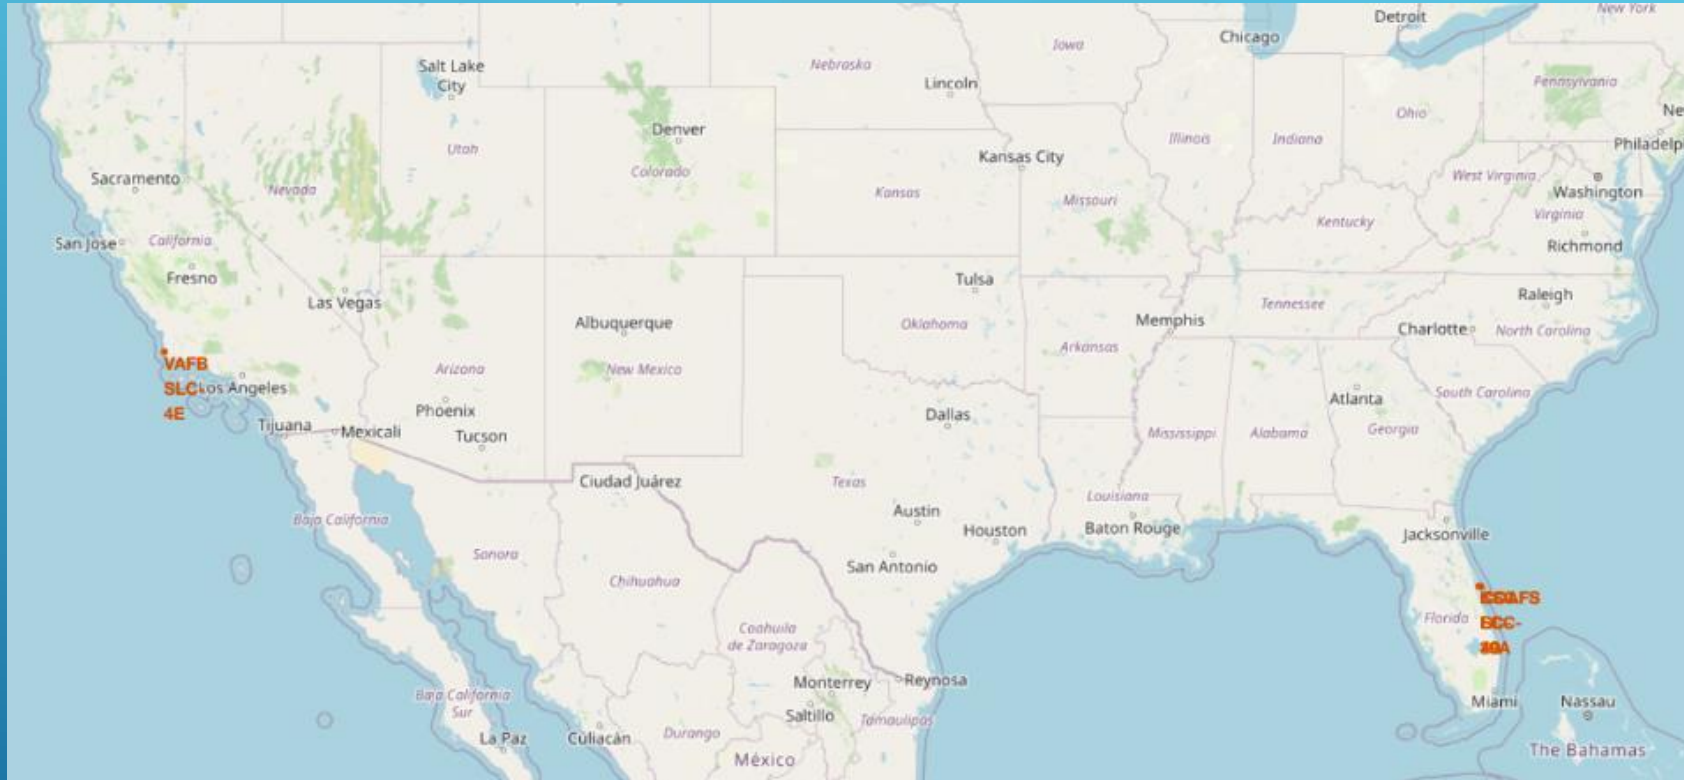 New York
Detroit
Chicago
Iowa
Nebraska
Salt Lake
City
Lincoln
Pennsylvania
Ohio
Ne
Denver
Illinois
Indiana
Philadelp
Utah
Kansas City
Colorado
Sacramento
West Virginia
Nevada
Kansas
Missouri
Washington
Virginia
Kentucky
San Jose
California
Richmond
Fresno
Tulsa
Las Vegas
Raleigh
Tennessee
Albuquerque
Oklahoma
Memphis
Charlotte
North Carolina
Arkansas
VAFB
SLC-
4E
Los Angeles
Arizona
New Mexico
South Carolina
Atlanta
Phoenix
Dallas
Tijuana
Mexicali
Tucson
Mississippi
Alabama
Georgia
Ciudad Juárez
Texas
Louisiana
Austin
Baja California
Houston
Baton Rouge
Jacksonville
Sonora
San Antonio
Chihuahua
Florida
Coahuila
de Zaragoza
Monterrey
Reynosa
Baja California
Sur
Miami
Nassau
Saltillo
Tamaulipas
La Paz
Culiacán
Durango
The Bahamas
México